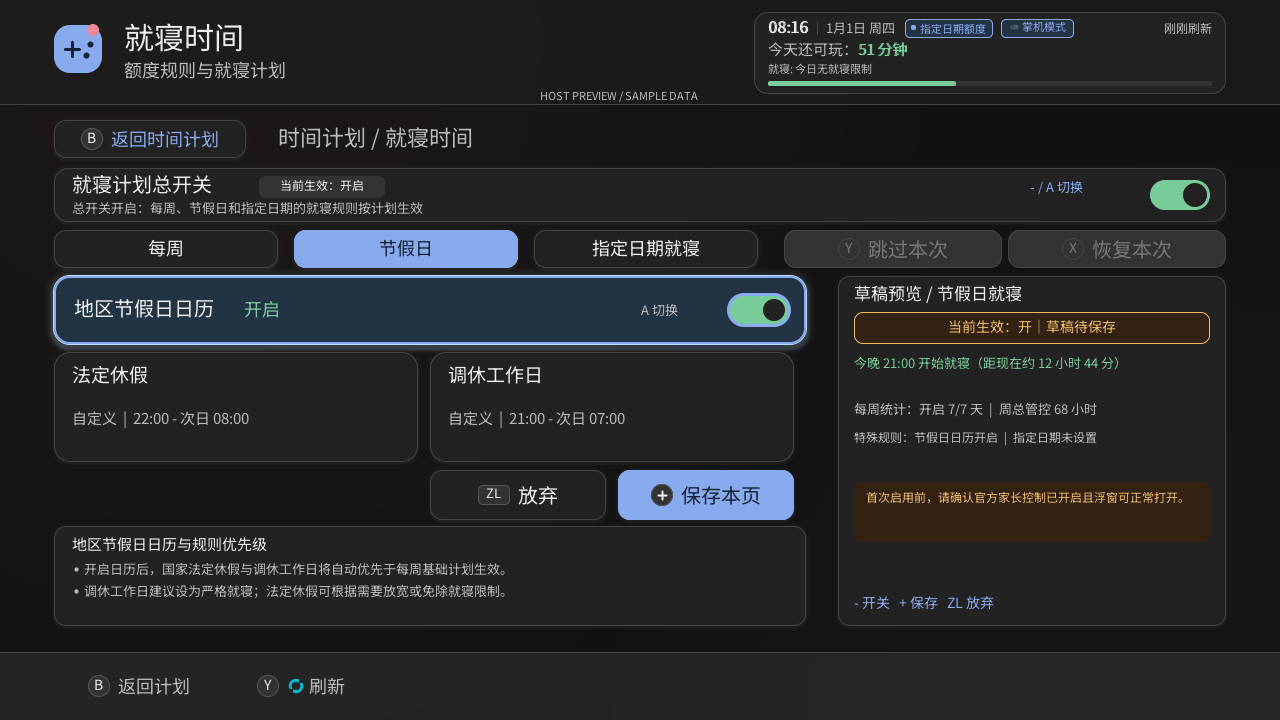 就寝时间
额度规则与就寝计划
HOST PREVIEW / SAMPLE DATA
08:16 1月1日 周四 指定日期额度 掌机模式 刚刚刷新
今天还可玩：51 分钟
就寝: 今日无就寝限制
B 返回时间计划 时间计划 / 就寝时间
就寝计划总开关 当前生效：开启 - / A 切换
总开关开启：每周、节假日和指定日期的就寝规则按计划生效
每周 节假日 指定日期就寝 Y 跳过本次 X 恢复本次
地区节假日日历 开启 A 切换
法定休假
自定义 | 22:00 - 次日 08:00
调休工作日
自定义 | 21:00 - 次日 07:00
ZL 放弃 + 保存本页
地区节假日日历与规则优先级
• 开启日历后，国家法定休假与调休工作日将自动优先于每周基础计划生效。
• 调休工作日建议设为严格就寝；法定休假可根据需要放宽或免除就寝限制。
草稿预览 / 节假日就寝
当前生效：开｜草稿待保存
今晚 21:00 开始就寝（距现在约 12 小时 44 分）
每周统计：开启 7/7 天 | 周总管控 68 小时
特殊规则：节假日日历开启 | 指定日期未设置
首次启用前，请确认官方家长控制已开启且浮窗可正常打开。
- 开关 + 保存 ZL 放弃
B 返回计划 Y 刷新